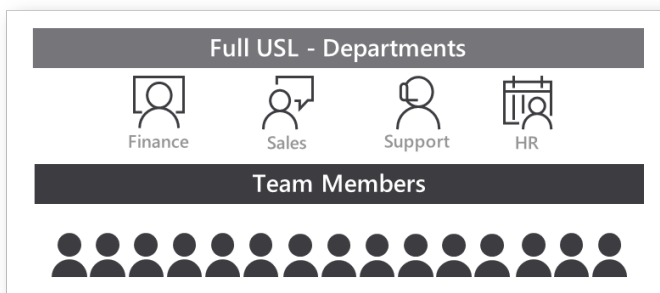 Full USL - Departments
Finance Sales Support HR
Team Members